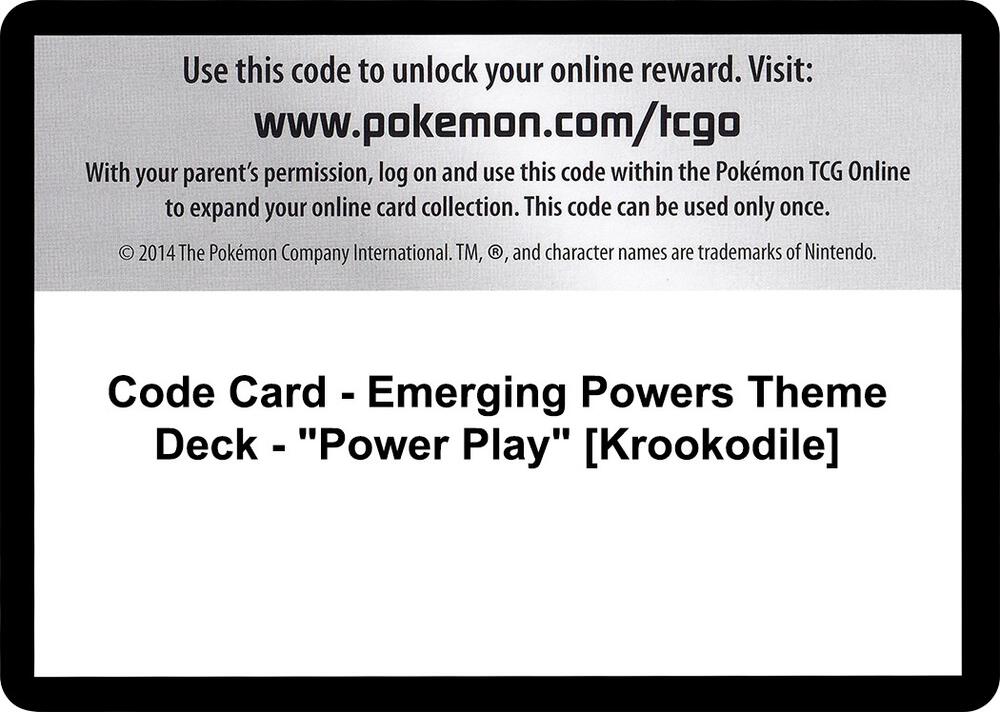 Use this code to unlock your online reward. Visit:
www.pokemon.com/tcgo
With your parent's permission, log on and use this code within the Pokémon TCG Online
to expand your online card collection. This code can be used only once.
© 2014 The Pokémon Company International. TM, ®, and character names are trademarks of Nintendo.
Code Card - Emerging Powers Theme
Deck - "Power Play" [Krookodile]